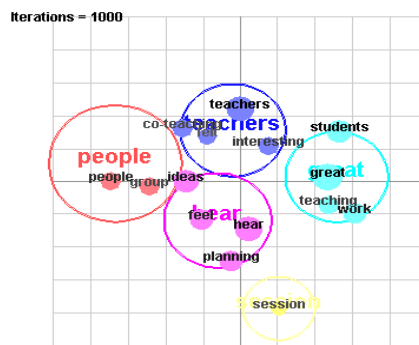 Iterations = 1000
teachers
co-teaching
teachers
felt
students
interesting
people
great
people
ideas
great
group
teaching
feel
hear
work
hear
planning
session
session